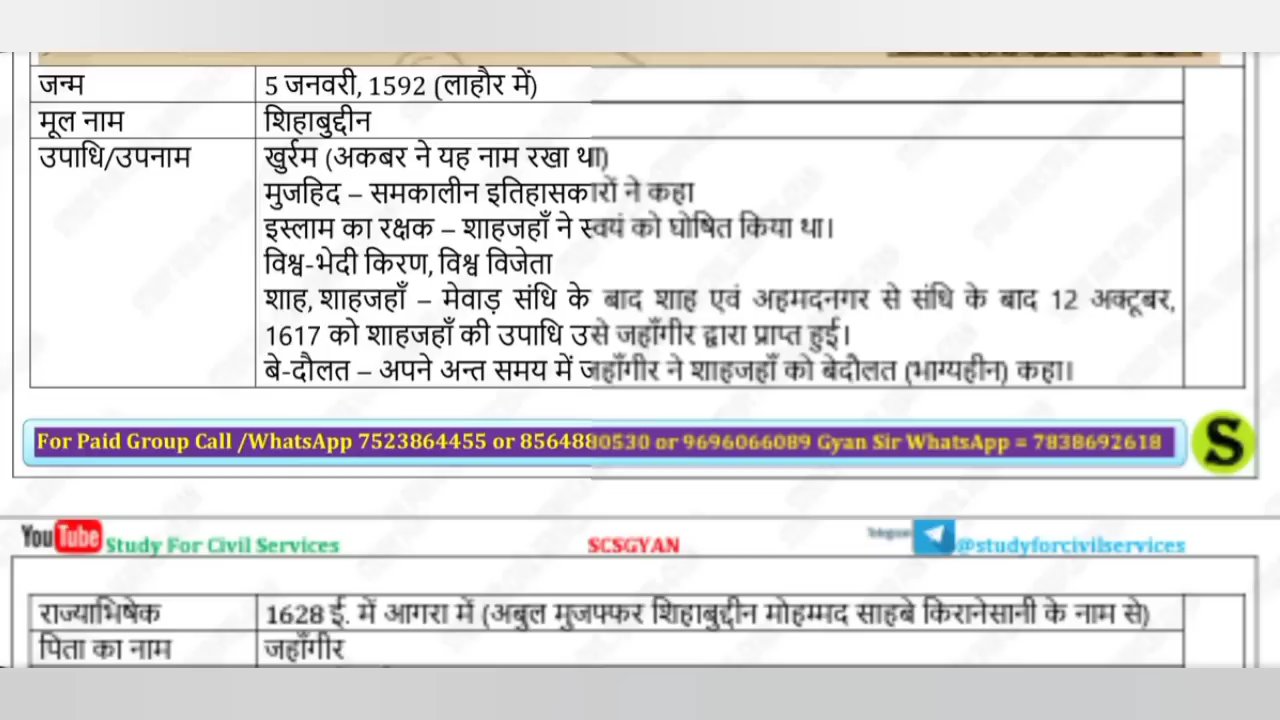 जन्म 5 जनवरी, 1592 (लाहौर में)
मूल नाम शिहाबुद्दीन
उपाधि/उपनाम खुर्रम (अकबर ने यह नाम रखा था)
मुजहिद – समकालीन इतिहासकारों ने कहा
इस्लाम का रक्षक – शाहजहाँ ने स्वयं को घोषित किया था।
विश्व-भेदी किरण, विश्व विजेता
शाह, शाहजहाँ – मेवाड़ संधि के बाद शाह एवं अहमदनगर से संधि के बाद 12 अक्टूबर,
1617 को शाहजहाँ की उपाधि उसे जहाँगीर द्वारा प्राप्त हुई।
बे-दौलत – अपने अन्त समय में जहाँगीर ने शाहजहाँ को बेदौलत (भाग्यहीन) कहा।
For Paid Group Call /WhatsApp 7523864455 or 8564880530 or 9696066089 Gyan Sir WhatsApp = 7838692618
S
YouTube Study For Civil Services SCSGYAN Telegram @studyforcivilservices
राज्याभिषेक 1628 ई. में आगरा में (अबुल मुजफ्फर शिहाबुद्दीन मोहम्मद साहबे किरानेसानी के नाम से)
पिता का नाम जहाँगीर